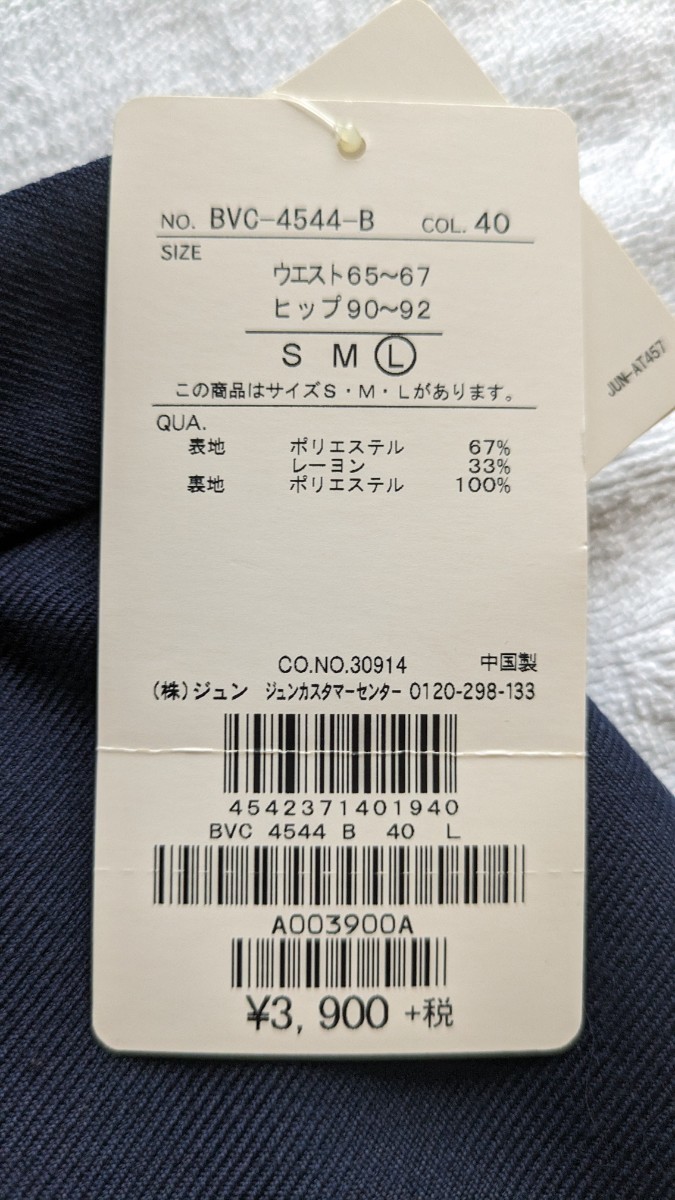 NO. BVC-4544-B COL. 40
SIZE
ウエスト65〜67
ヒップ90〜92
S M L
この商品はサイズS・M・Lがあります。
QUA.
表地 ポリエステル 67%
レーヨン 33%
裏地 ポリエステル 100%
CO.NO.30914 中国製
(株)ジュン ジュンカスタマーセンター 0120-298-133
4542371401940
BVC 4544 B 40 L
A003900A
¥3,900 +税
JUN-AT457